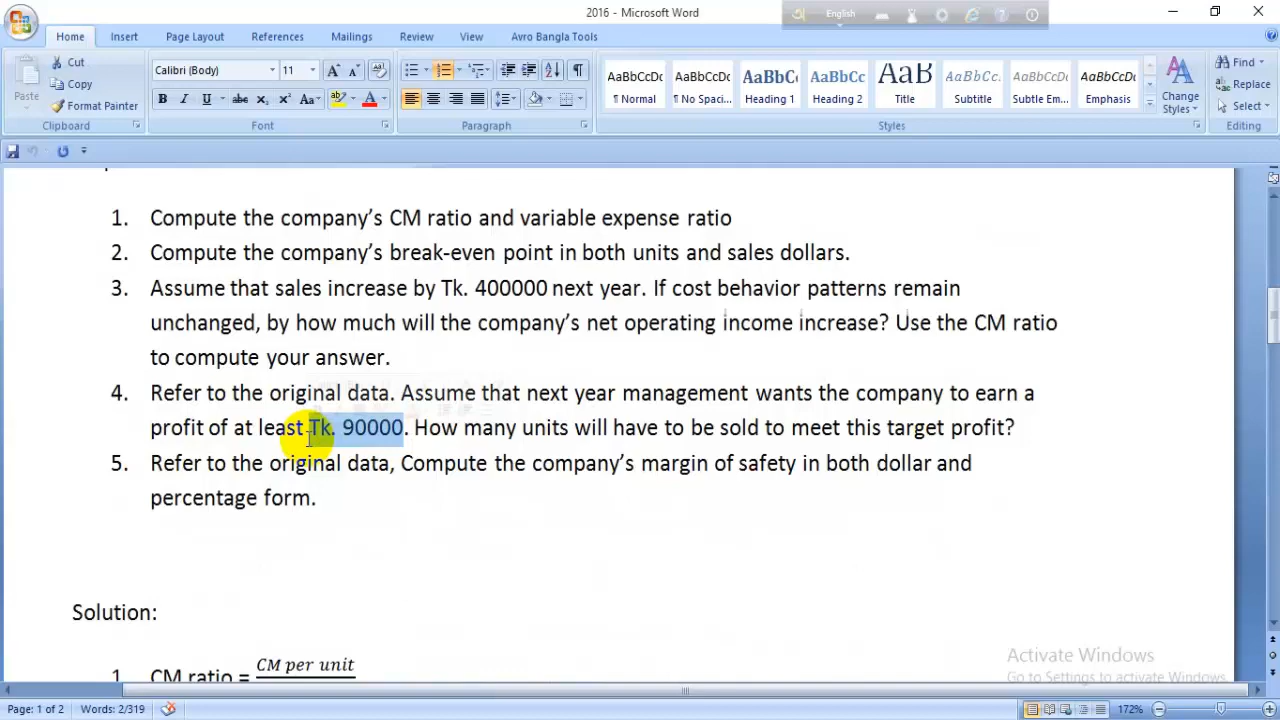 2016 - Microsoft Word
English
Home Insert Page Layout References Mailings Review View Avro Bangla Tools
Paste
Cut
Copy
Format Painter
Clipboard
Calibri (Body) 11
Font
Paragraph
AaBbCcDc AaBbCcDc AaBbC AaBbCc AaB AaBbCc. AaBbCcDc AaBbCcDc
¶ Normal ¶ No Spaci... Heading 1 Heading 2 Title Subtitle Subtle Em... Emphasis
Styles
Change Styles
Find
Replace
Select
Editing
1. Compute the company's CM ratio and variable expense ratio
2. Compute the company's break-even point in both units and sales dollars.
3. Assume that sales increase by Tk. 400000 next year. If cost behavior patterns remain
unchanged, by how much will the company's net operating income increase? Use the CM ratio
to compute your answer.
4. Refer to the original data. Assume that next year management wants the company to earn a
profit of at least Tk. 90000. How many units will have to be sold to meet this target profit?
5. Refer to the original data, Compute the company's margin of safety in both dollar and
percentage form.
Solution:
1. CM ratio = CM per unit
Activate Windows
Go to Settings to activate Windows.
Page: 1 of 2 Words: 2/319 172%